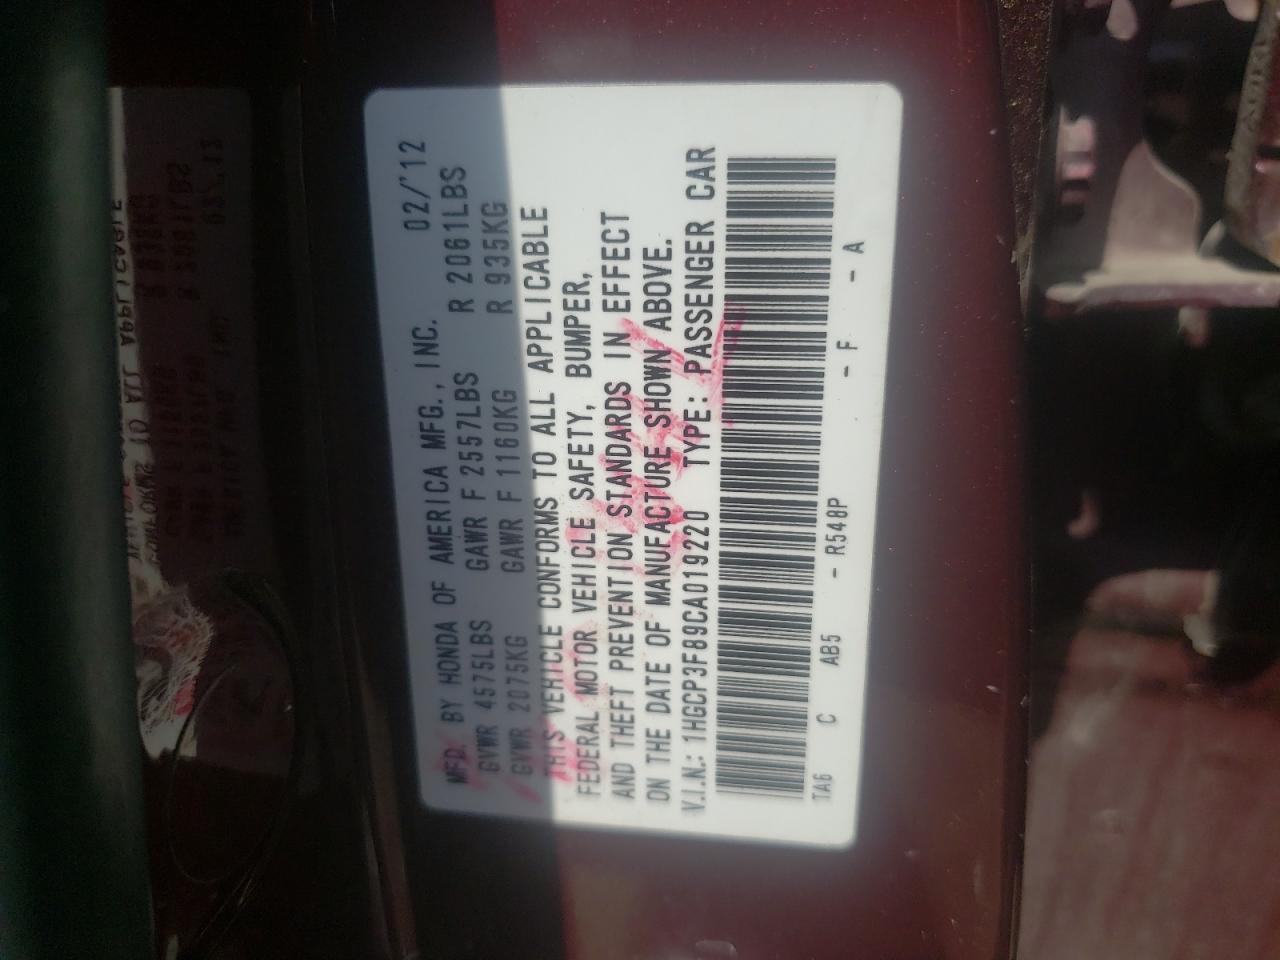 MFD. BY HONDA OF AMERICA MFG., INC. 02/'12
GVWR 4575LBS GAWR F 2557LBS R 2061LBS
GVWR 2075KG GAWR F 1160KG R 935KG
THIS VEHICLE CONFORMS TO ALL APPLICABLE
FEDERAL MOTOR VEHICLE SAFETY, BUMPER,
AND THEFT PREVENTION STANDARDS IN EFFECT
ON THE DATE OF MANUFACTURE SHOWN ABOVE.
V.I.N.: 1HGCP3F89CA019220 TYPE: PASSENGER CAR
TA6 C AB5 - R548P - F - A